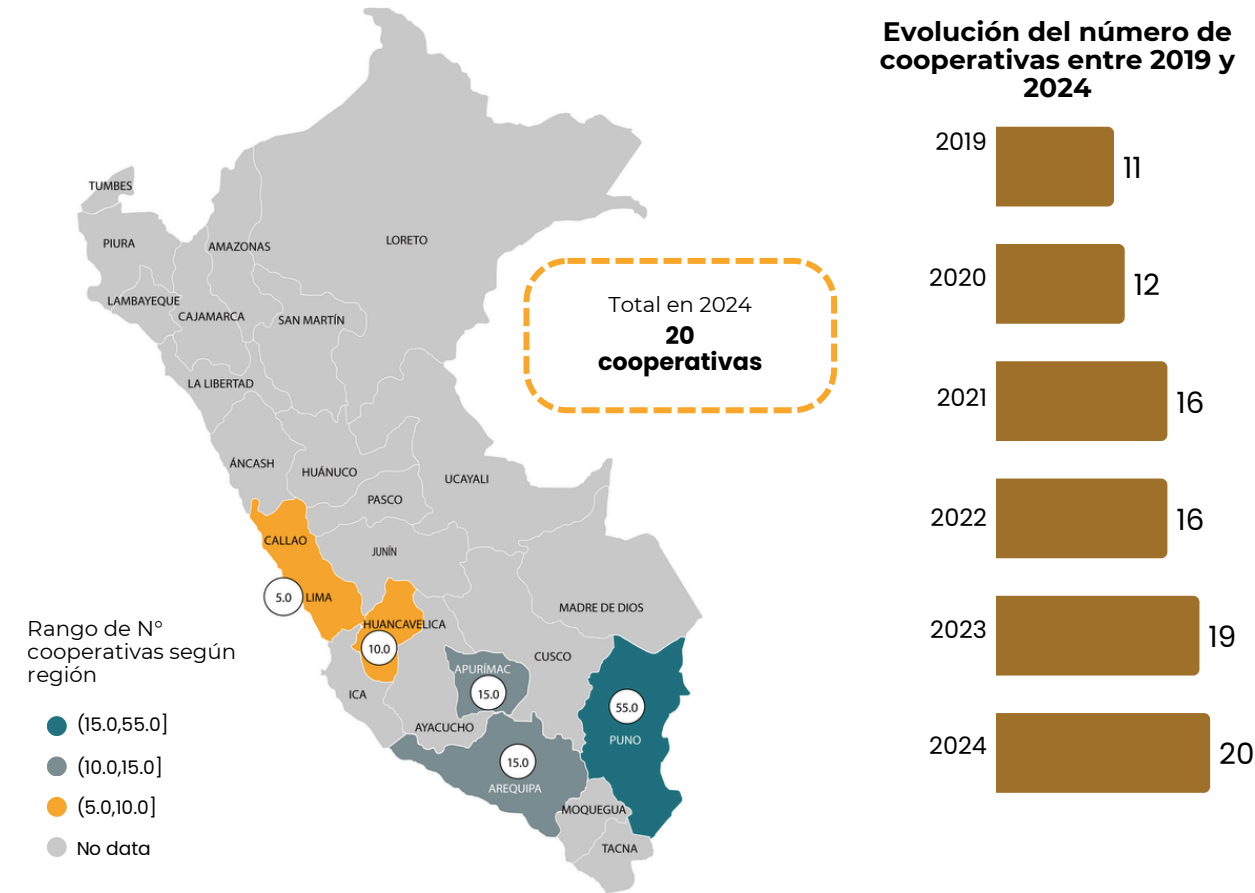 Evolución del número de
cooperativas entre 2019 y
2024
2019
11
2020
12
2021
16
2022
16
2023
19
2024
20
Total en 2024
20
cooperativas
TUMBES
PIURA
AMAZONAS
LORETO
LAMBAYEQUE
CAJAMARCA
SAN MARTÍN
LA LIBERTAD
ÁNCASH
HUÁNUCO
UCAYALI
PASCO
CALLAO
JUNÍN
5.0
LIMA
MADRE DE DIOS
HUANCAVELICA
10.0
CUSCO
APURÍMAC
15.0
ICA
55.0
AYACUCHO
PUNO
15.0
AREQUIPA
MOQUEGUA
TACNA
Rango de N°
cooperativas según
región
(15.0,55.0]
(10.0,15.0]
(5.0,10.0]
No data